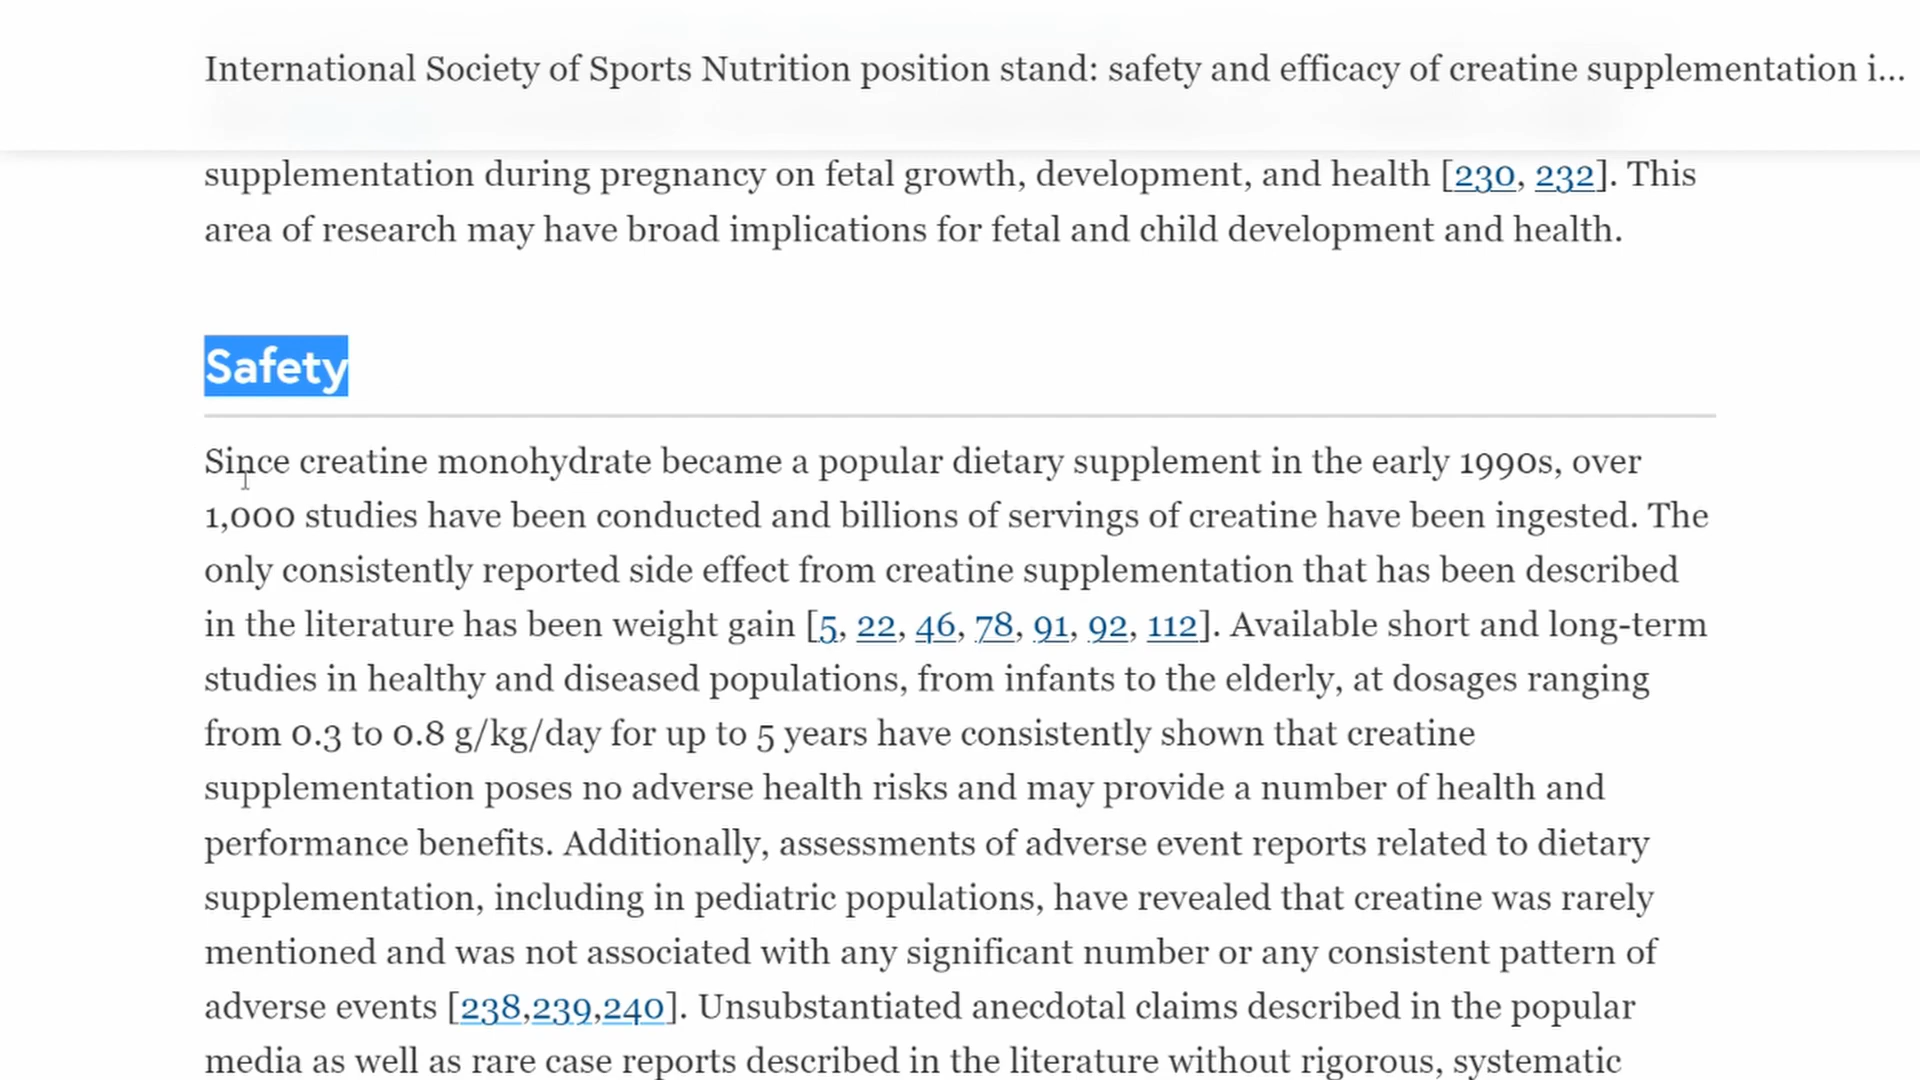 International Society of Sports Nutrition position stand: safety and efficacy of creatine supplementation i...
supplementation during pregnancy on fetal growth, development, and health [230, 232]. This
area of research may have broad implications for fetal and child development and health.
Safety
Since creatine monohydrate became a popular dietary supplement in the early 1990s, over
1,000 studies have been conducted and billions of servings of creatine have been ingested. The
only consistently reported side effect from creatine supplementation that has been described
in the literature has been weight gain [5, 22, 46, 78, 91, 92, 112]. Available short and long-term
studies in healthy and diseased populations, from infants to the elderly, at dosages ranging
from 0.3 to 0.8 g/kg/day for up to 5 years have consistently shown that creatine
supplementation poses no adverse health risks and may provide a number of health and
performance benefits. Additionally, assessments of adverse event reports related to dietary
supplementation, including in pediatric populations, have revealed that creatine was rarely
mentioned and was not associated with any significant number or any consistent pattern of
adverse events [238,239,240]. Unsubstantiated anecdotal claims described in the popular
media as well as rare case reports described in the literature without rigorous, systematic